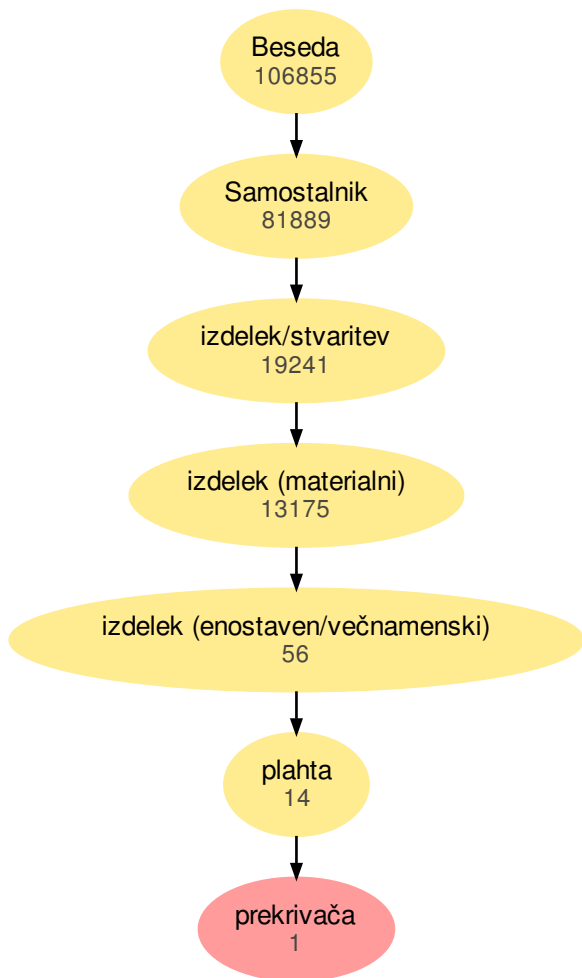 Beseda
106855
Samostalnik
81889
izdelek/stvaritev
19241
izdelek (materialni)
13175
izdelek (enostaven/večnamenski)
56
plahta
14
prekrivača
1